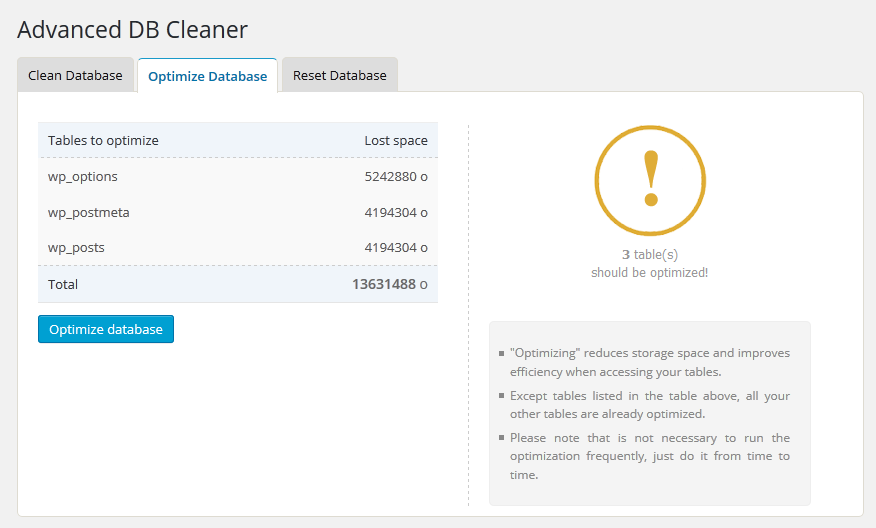 Advanced DB Cleaner
Clean Database Optimize Database Reset Database
Tables to optimize Lost space
wp_options 5242880 o
wp_postmeta 4194304 o
wp_posts 4194304 o
Total 13631488 o
Optimize database
!
3 table(s)
should be optimized!
"Optimizing" reduces storage space and improves
efficiency when accessing your tables.
Except tables listed in the table above, all your
other tables are already optimized.
Please note that is not necessary to run the
optimization frequently, just do it from time to
time.